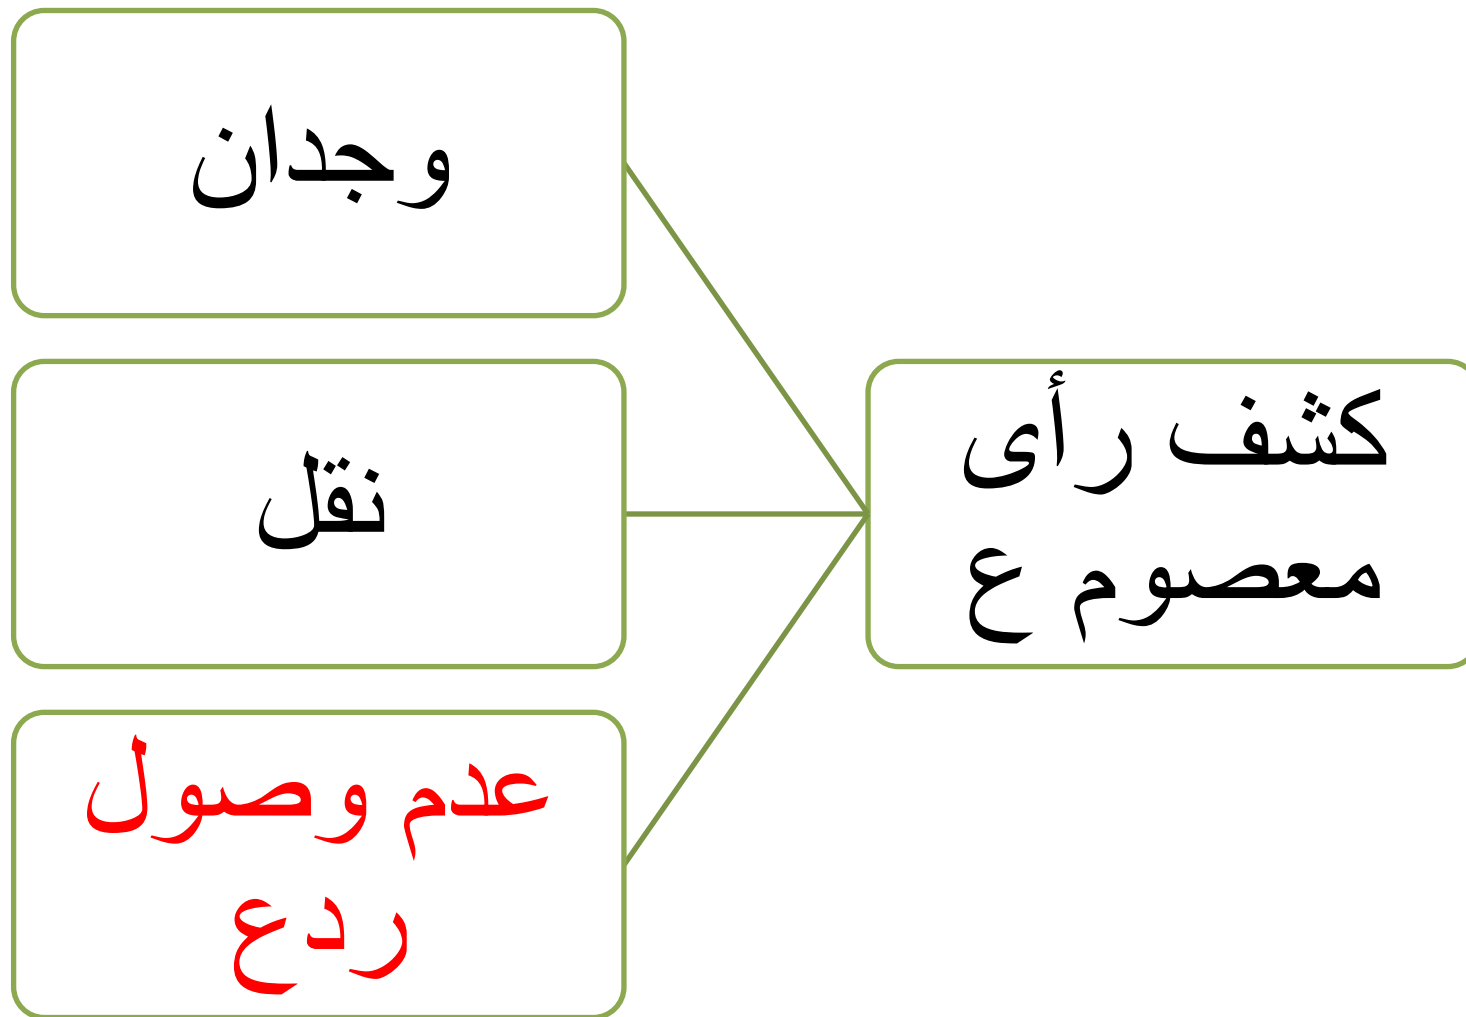 كشف رأى
معصوم ع
وجدان
نقل
عدم وصول
ردع